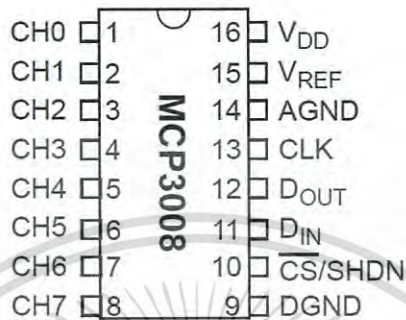 CH0 1 16 VDD
CH1 2 15 VREF
CH2 3 14 AGND
CH3 4 13 CLK
CH4 5 12 DOUT
CH5 6 11 DIN
CH6 7 10 CS/SHDN
CH7 8 9 DGND
MCP3008